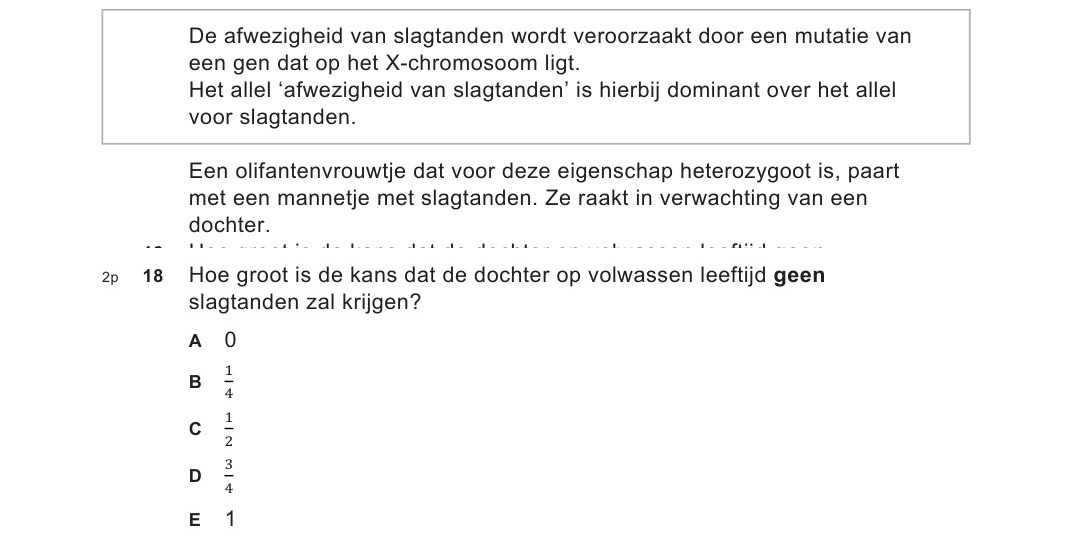 De afwezigheid van slagtanden wordt veroorzaakt door een mutatie van
een gen dat op het X-chromosoom ligt.
Het allel ‘afwezigheid van slagtanden’ is hierbij dominant over het allel
voor slagtanden.
Een olifantenvrouwtje dat voor deze eigenschap heterozygoot is, paart
met een mannetje met slagtanden. Ze raakt in verwachting van een
dochter.
2p 18 Hoe groot is de kans dat de dochter op volwassen leeftijd geen
slagtanden zal krijgen?
A 0
B 1/4
C 1/2
D 3/4
E 1